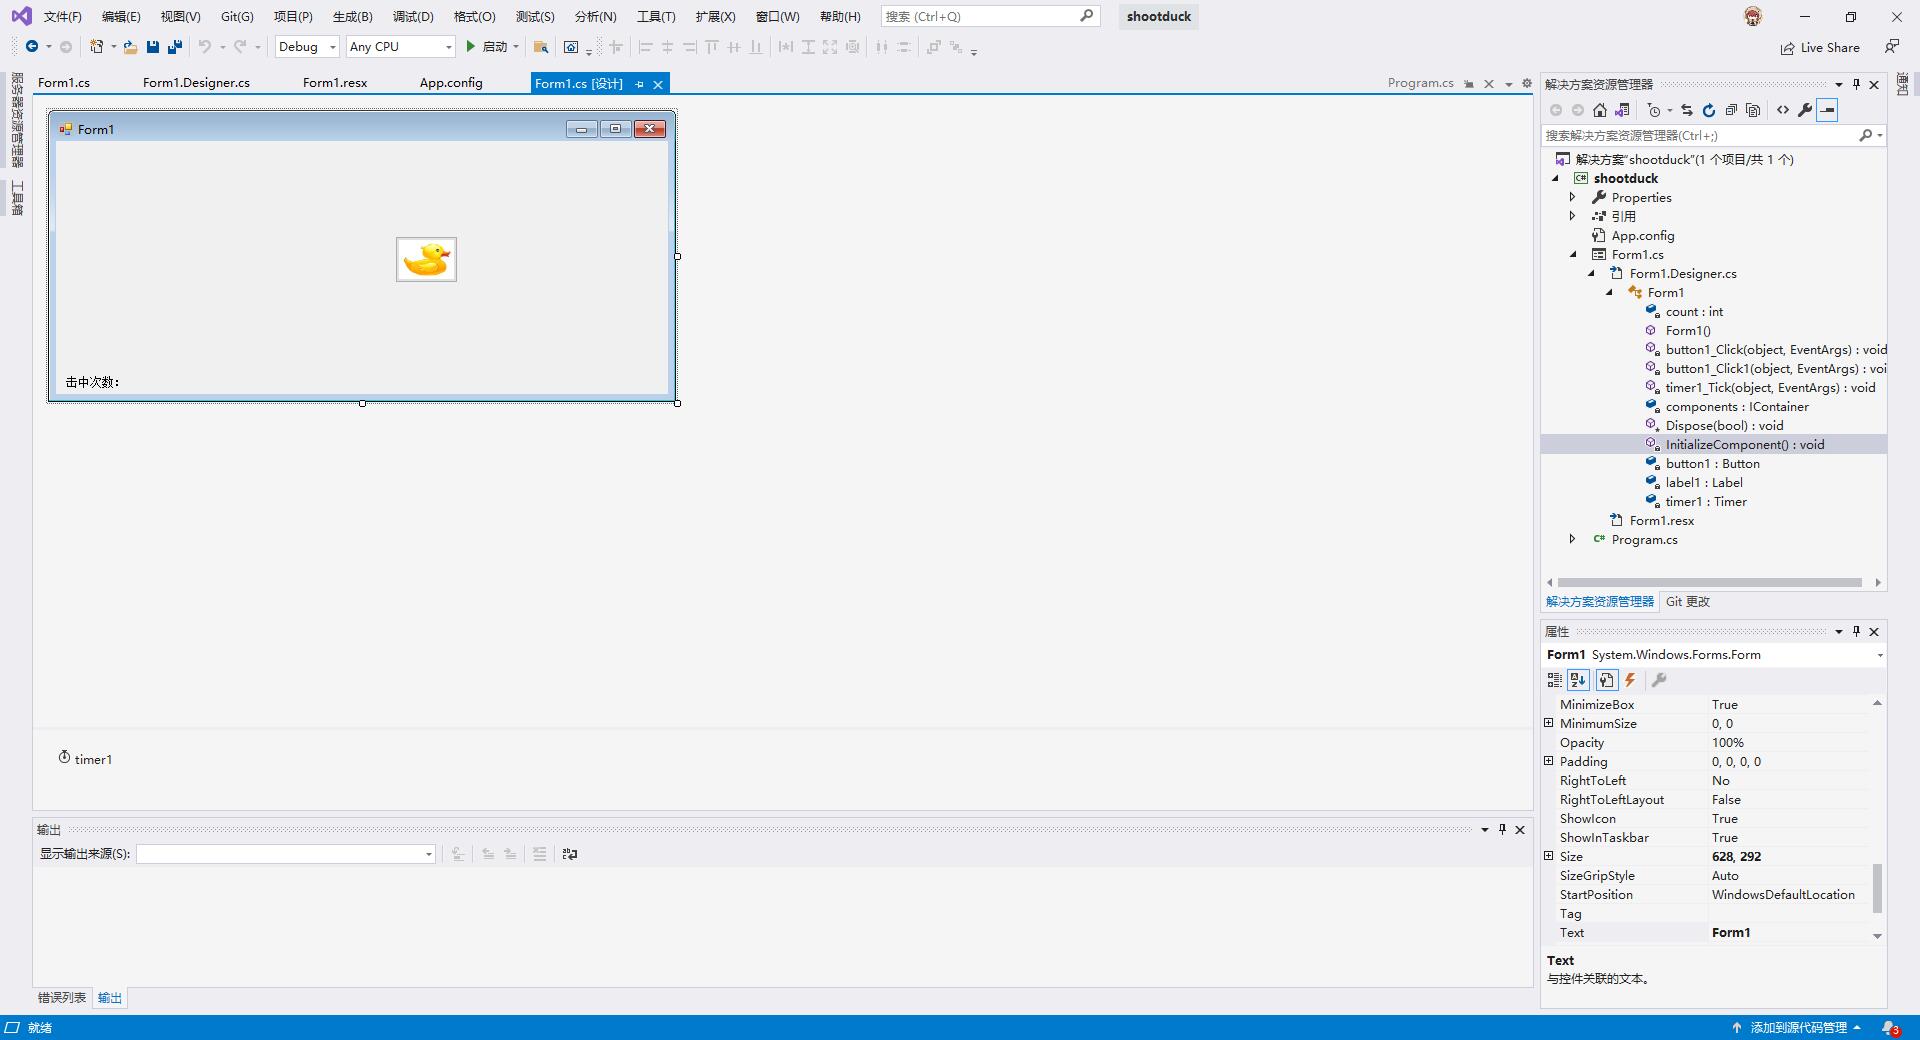 文件(F) 编辑(E) 视图(V) Git(G) 项目(P) 生成(B) 调试(D) 格式(O) 测试(S) 分析(N) 工具(T) 扩展(X) 窗口(W) 帮助(H) 搜索 (Ctrl+Q) shootduck
Debug Any CPU 启动 Live Share
服务器资源管理器
工具箱
Form1.cs Form1.Designer.cs Form1.resx App.config Form1.cs [设计] Program.cs
Form1
击中次数:
timer1
输出
显示输出来源(S):
错误列表 输出
解决方案资源管理器
搜索解决方案资源管理器(Ctrl+;)
解决方案"shootduck"(1 个项目/共 1 个)
shootduck
Properties
引用
App.config
Form1.cs
Form1.Designer.cs
Form1
count : int
Form1()
button1_Click(object, EventArgs) : void
button1_Click1(object, EventArgs) : voi
timer1_Tick(object, EventArgs) : void
components : IContainer
Dispose(bool) : void
InitializeComponent() : void
button1 : Button
label1 : Label
timer1 : Timer
Form1.resx
Program.cs
解决方案资源管理器 Git 更改
属性
Form1 System.Windows.Forms.Form
MinimizeBox True
MinimumSize 0, 0
Opacity 100%
Padding 0, 0, 0, 0
RightToLeft No
RightToLeftLayout False
ShowIcon True
ShowInTaskbar True
Size 628, 292
SizeGripStyle Auto
StartPosition WindowsDefaultLocation
Tag
Text Form1
Text
与控件关联的文本。
通知
就绪 添加到源代码管理 3